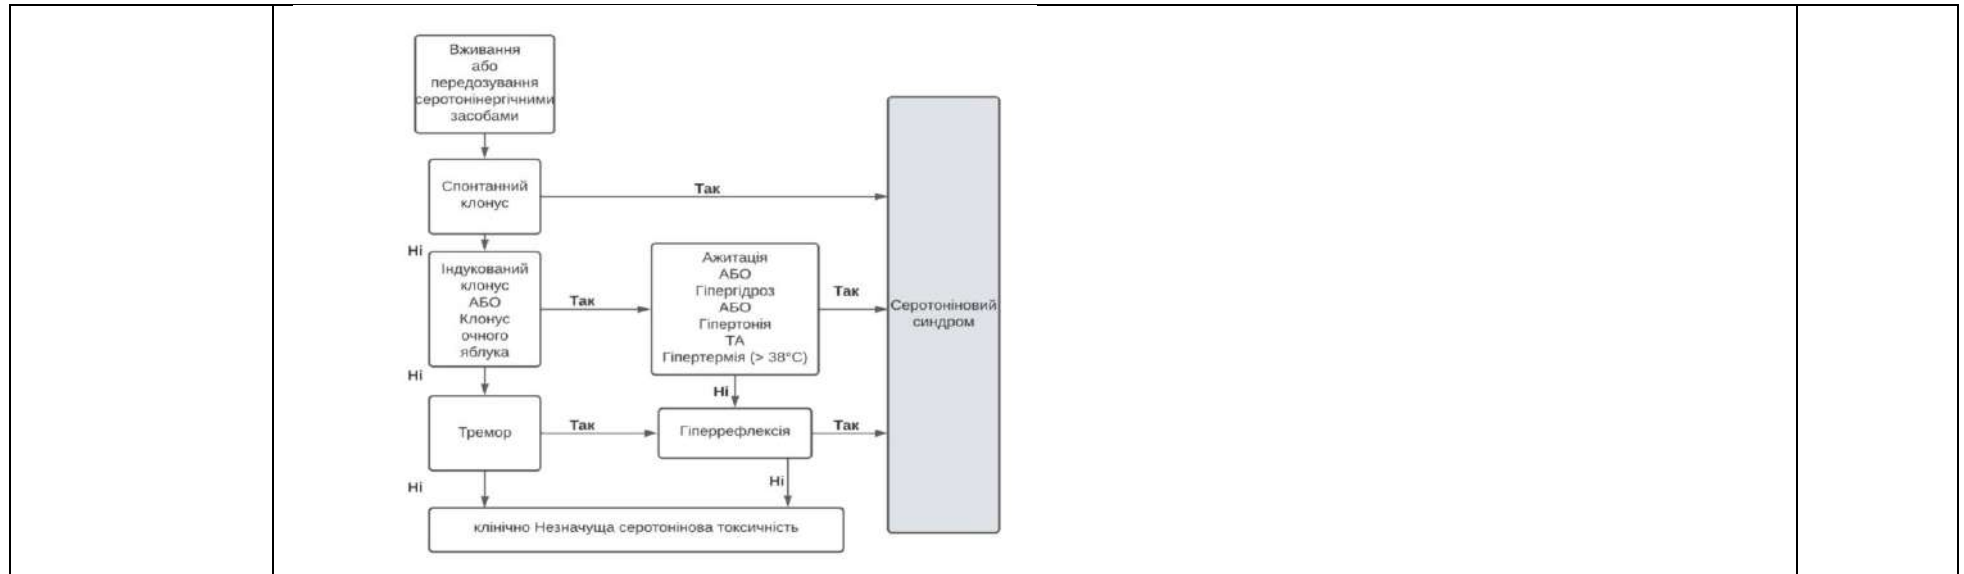 Вживання
або
передозування
серотонінергічними
засобами
Спонтанний
клонус
Так
Ні
Індукований
клонус
АБО
Клонус
очного
яблука
Так
Ажитація
АБО
Гіпергідроз
АБО
Гіпертонія
ТА
Гіпертермія (> 38°C)
Так
Серотоніновий
синдром
Ні
Ні
Тремор
Так
Гіперрефлексія
Так
Ні
Ні
клінічно Незначуща серотонінова токсичність